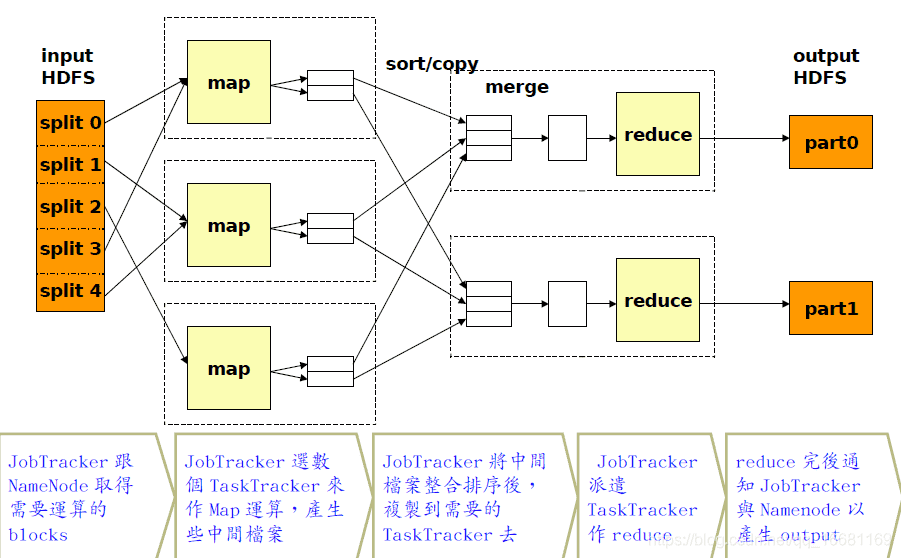 input
HDFS
sort/copy
merge
output
HDFS
split 0
split 1
split 2
split 3
split 4
map
map
map
reduce
reduce
part0
part1
JobTracker 跟
NameNode 取得
需要運算的
blocks
JobTracker 選數
個 TaskTracker 來
作 Map 運算，產生
些中間檔案
JobTracker 將中間
檔案整合排序後，
複製到需要的
TaskTracker 去
JobTracker
派遣
TaskTracker
作 reduce
reduce 完後通
知 JobTracker
與 Namenode 以
產生 output